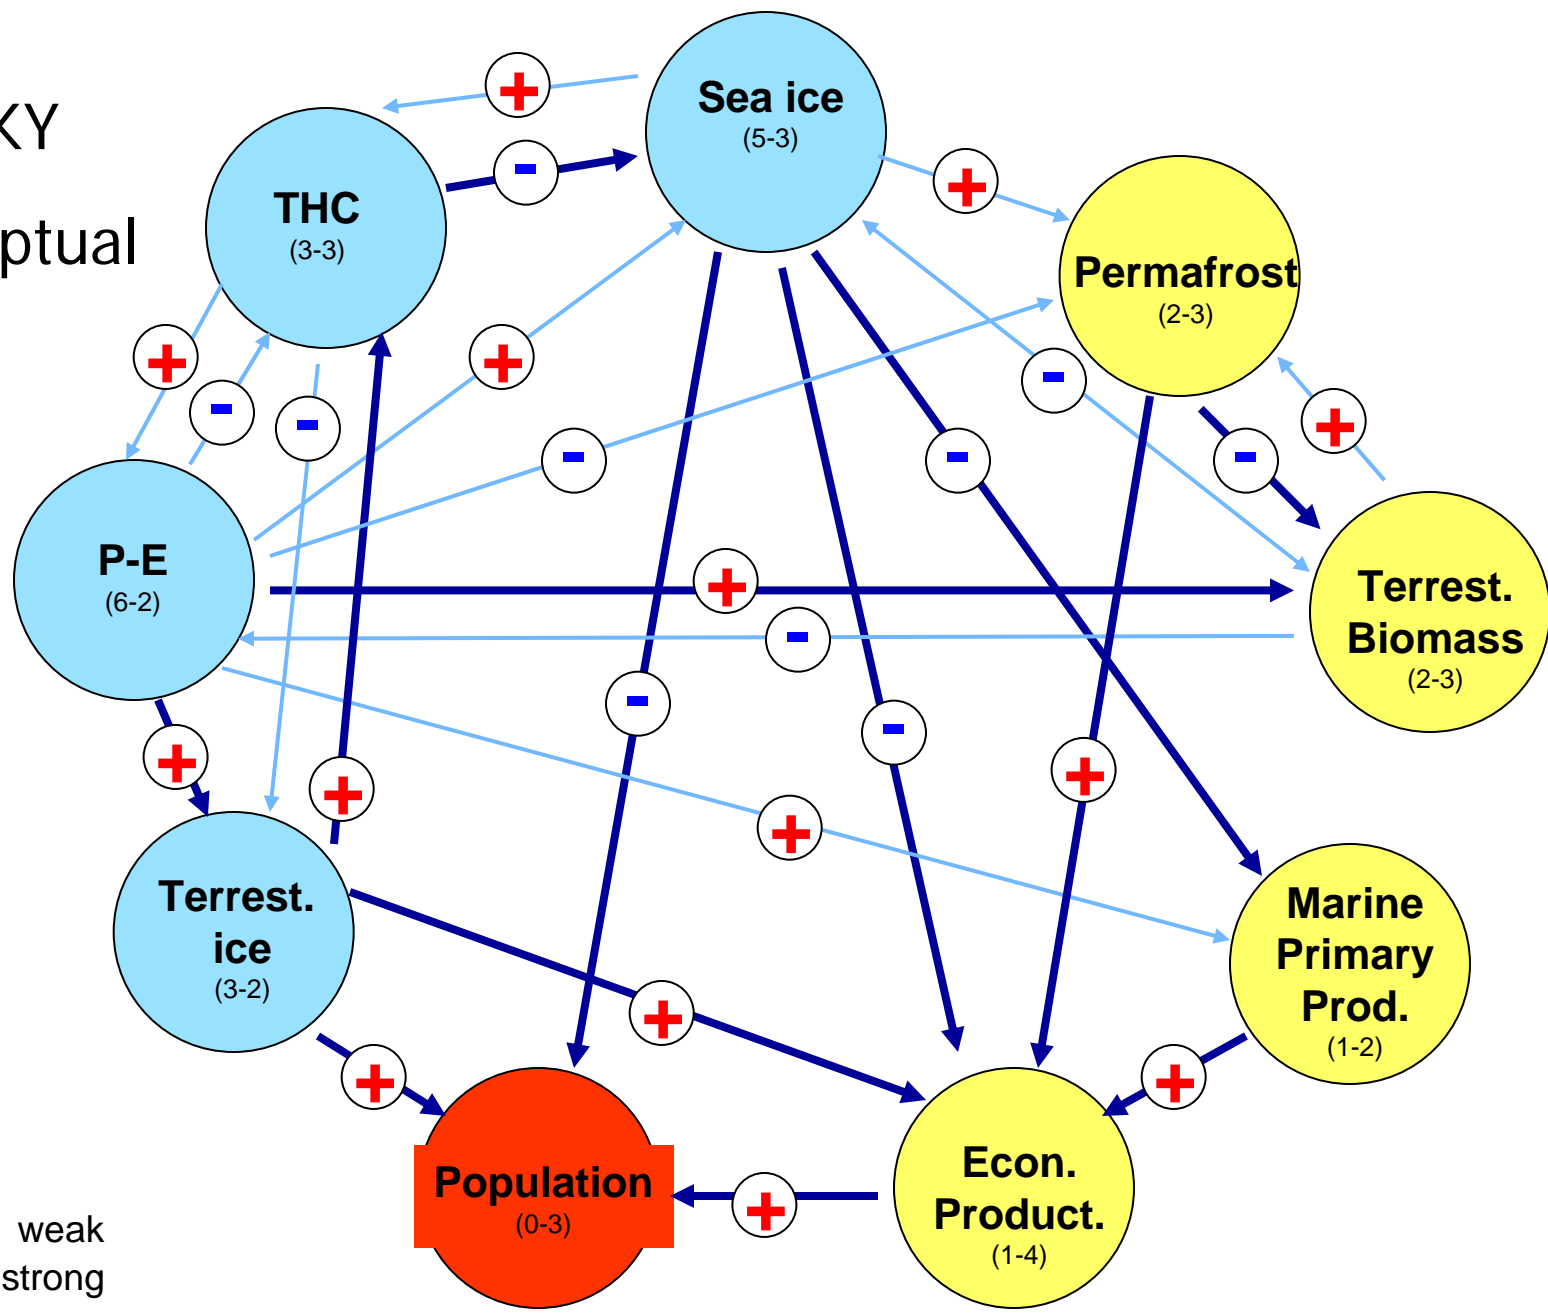 KY
ptual
Sea ice
(5-3)
THC
(3-3)
Permafrost
(2-3)
P-E
(6-2)
Terrest.
Biomass
(2-3)
Terrest.
ice
(3-2)
Marine
Primary
Prod.
(1-2)
Population
(0-3)
Econ.
Product.
(1-4)
weak
strong
+
-
+
+
-
-
+
-
-
-
+
-
+
-
+
-
-
+
+
+
+
+
+
+
+